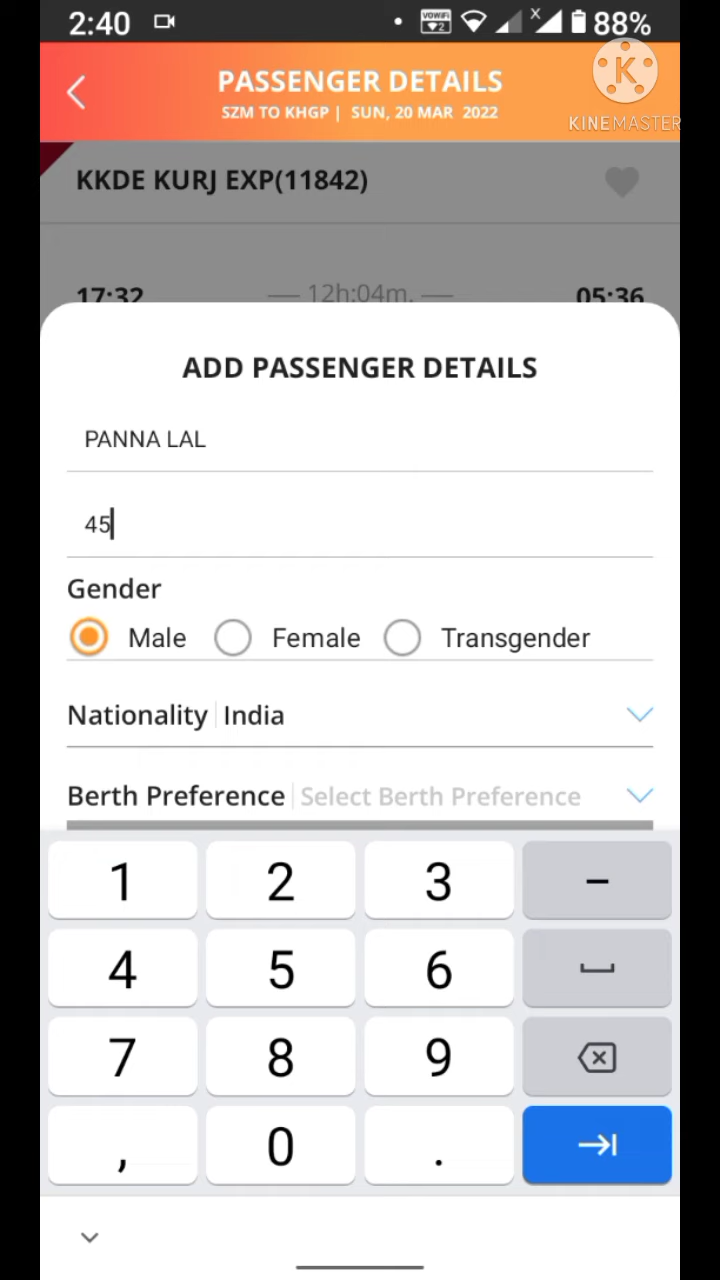 2:40 VOWIFI 2 X 88%
PASSENGER DETAILS
SZM TO KHGP | SUN, 20 MAR 2022
K
KINEMASTER
KKDE KURJ EXP(11842)
17:32 — 12h:04m. — 05:36
ADD PASSENGER DETAILS
PANNA LAL
45
Gender
Male Female Transgender
Nationality India
Berth Preference Select Berth Preference
1 2 3 –
4 5 6
7 8 9
, 0 .